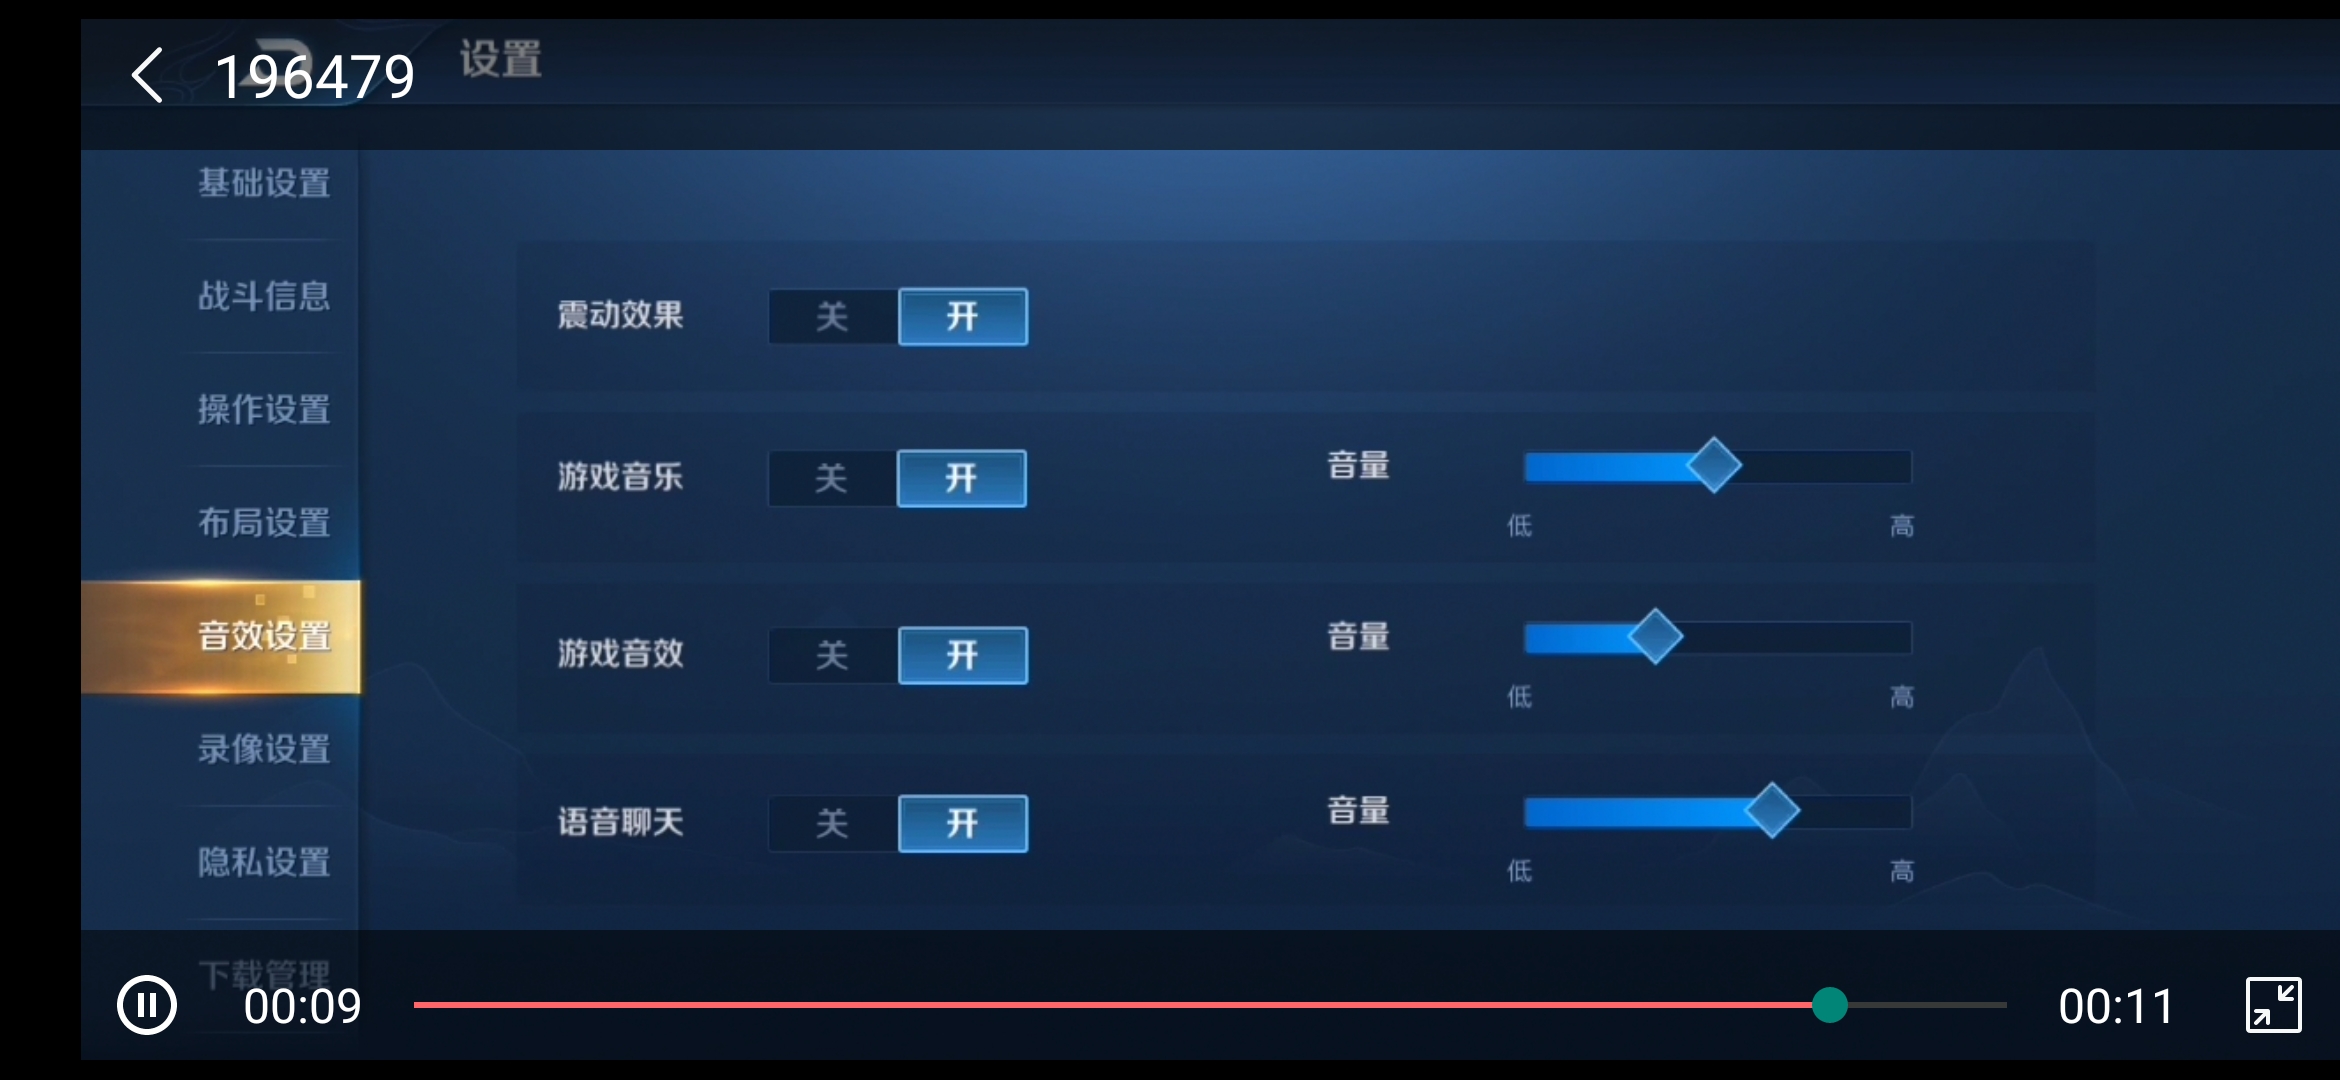 196479
设置
基础设置
战斗信息
操作设置
布局设置
音效设置
录像设置
隐私设置
下载管理
震动效果 关 开
游戏音乐 关 开 音量
低 高
游戏音效 关 开 音量
低 高
语音聊天 关 开 音量
低 高
00:09 00:11